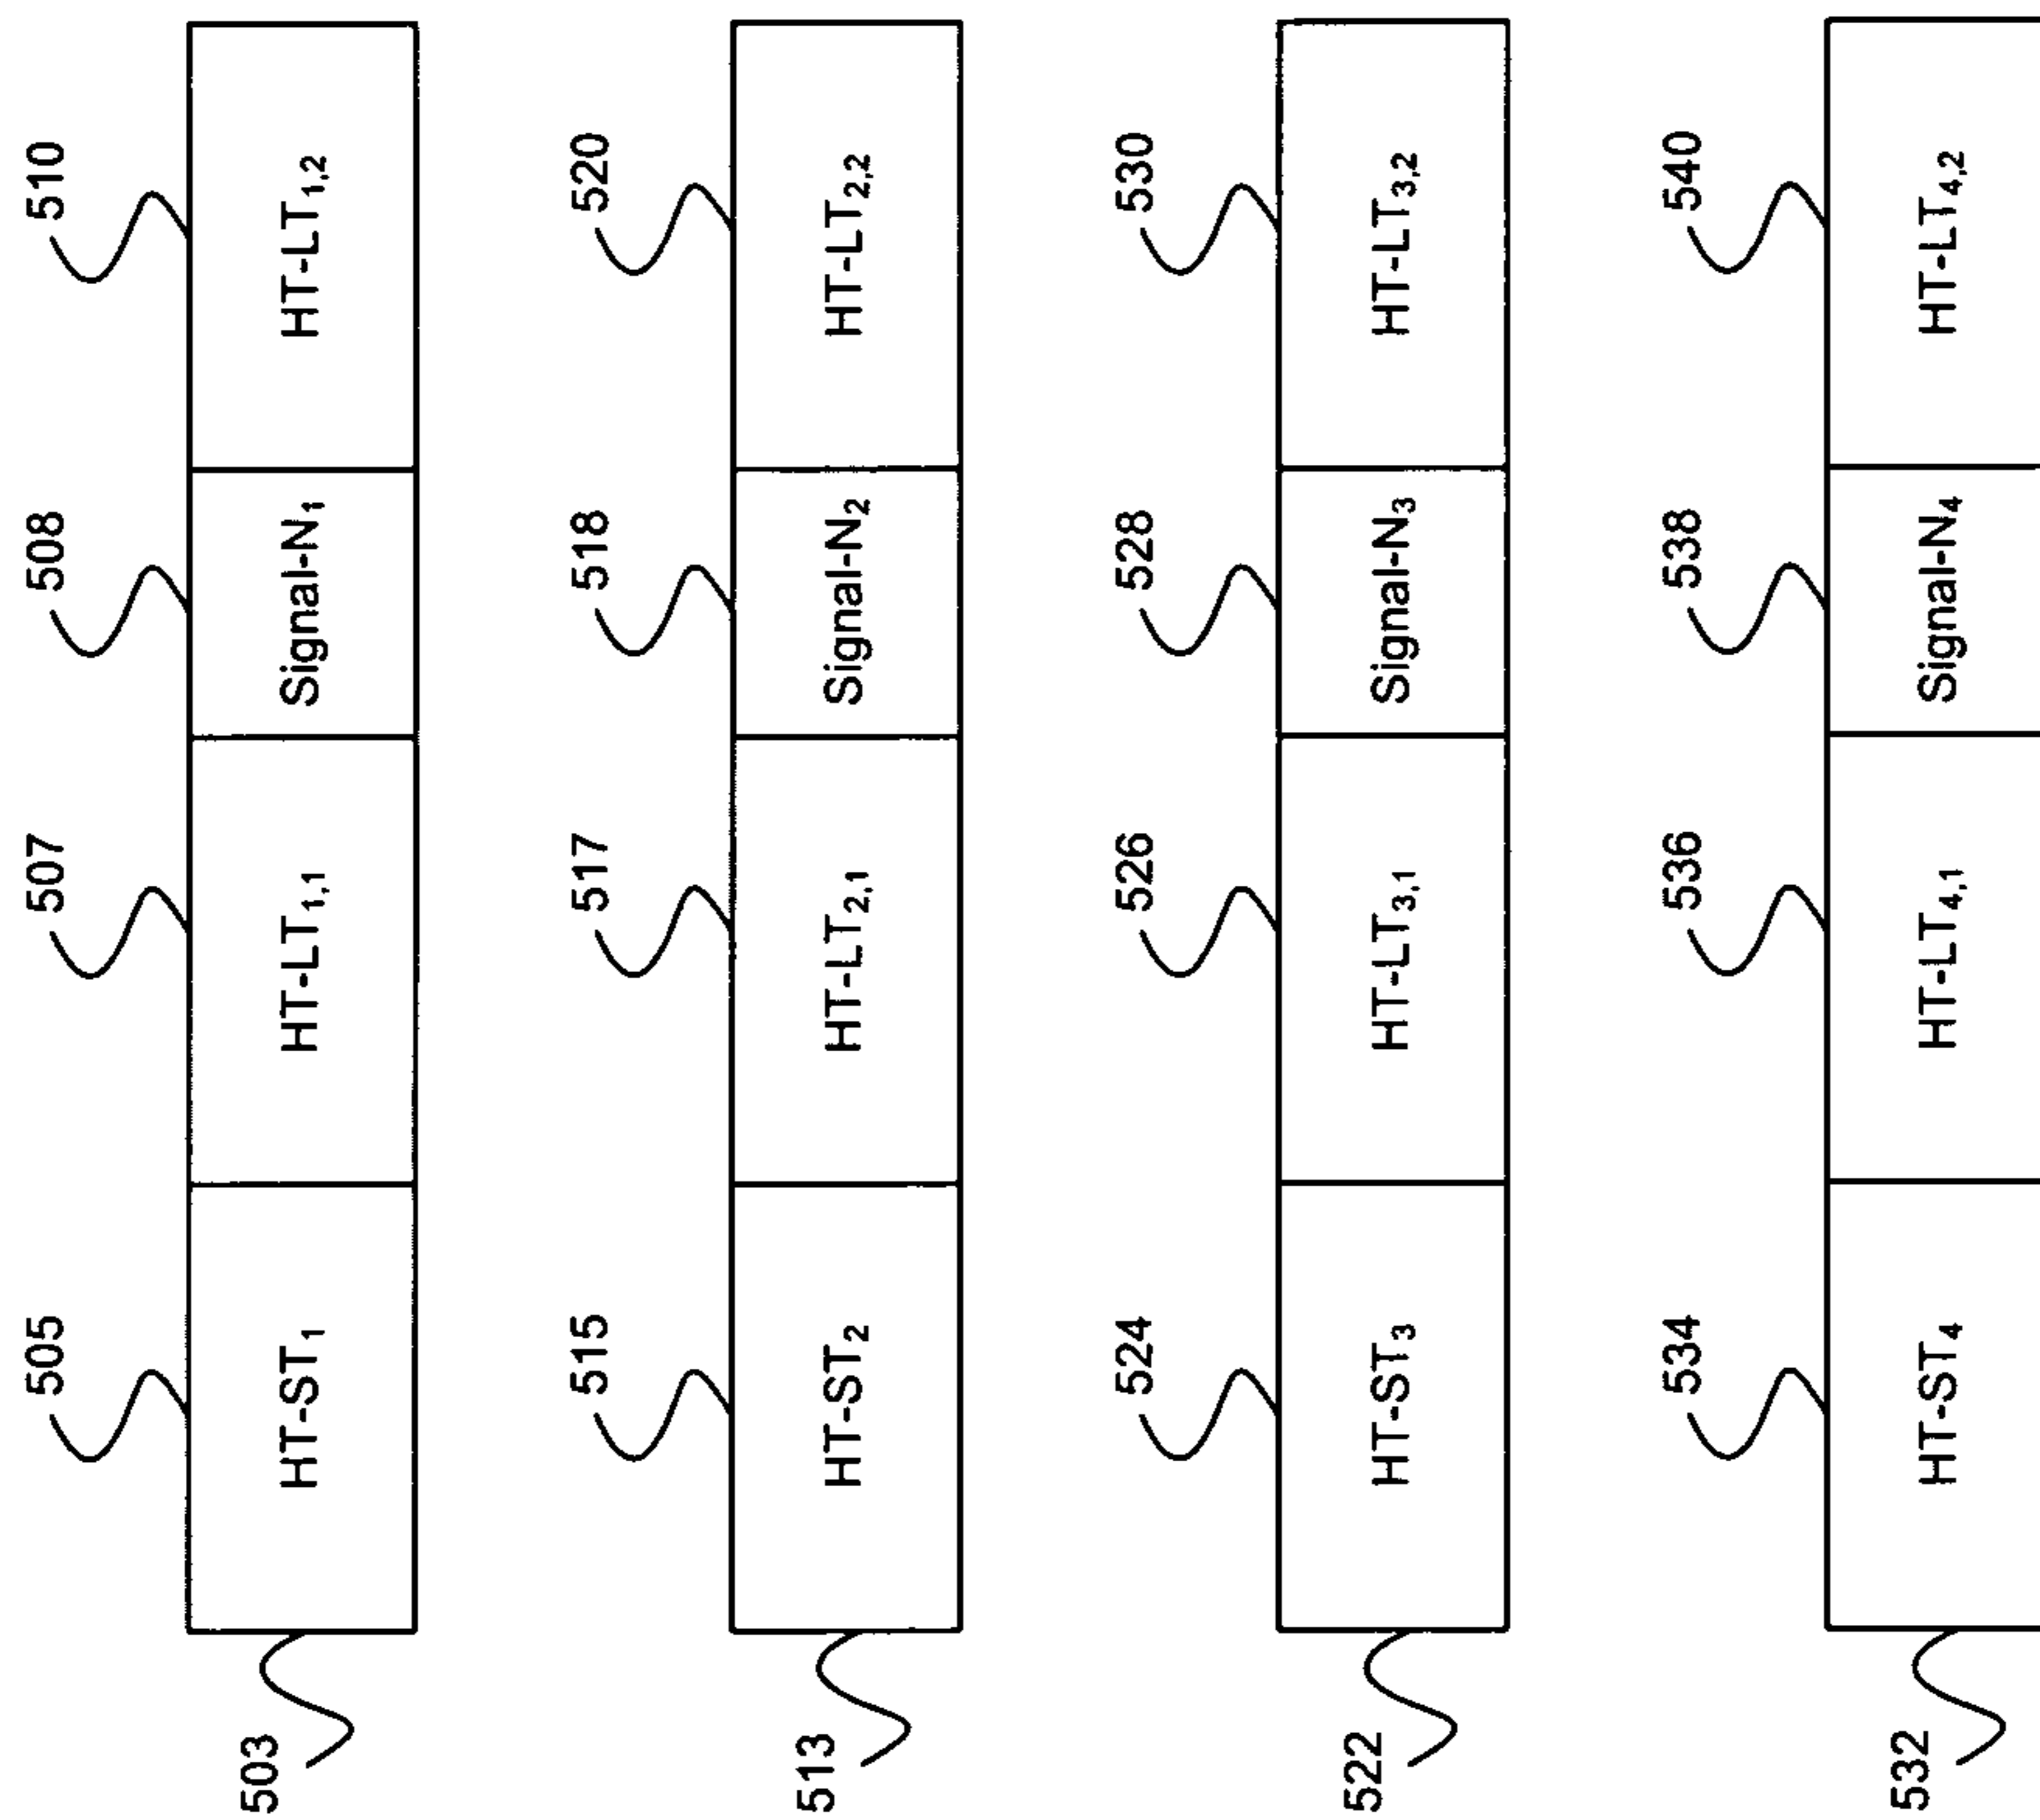 505 507 508 510
503 HT-ST₁ HT-LT₁,₁ Signal-N₁ HT-LT₁,₂
515 517 518 520
513 HT-ST₂ HT-LT₂,₁ Signal-N₂ HT-LT₂,₂
524 526 528 530
522 HT-ST₃ HT-LT₃,₁ Signal-N₃ HT-LT₃,₂
534 536 538 540
532 HT-ST₄ HT-LT₄,₁ Signal-N₄ HT-LT₄,₂